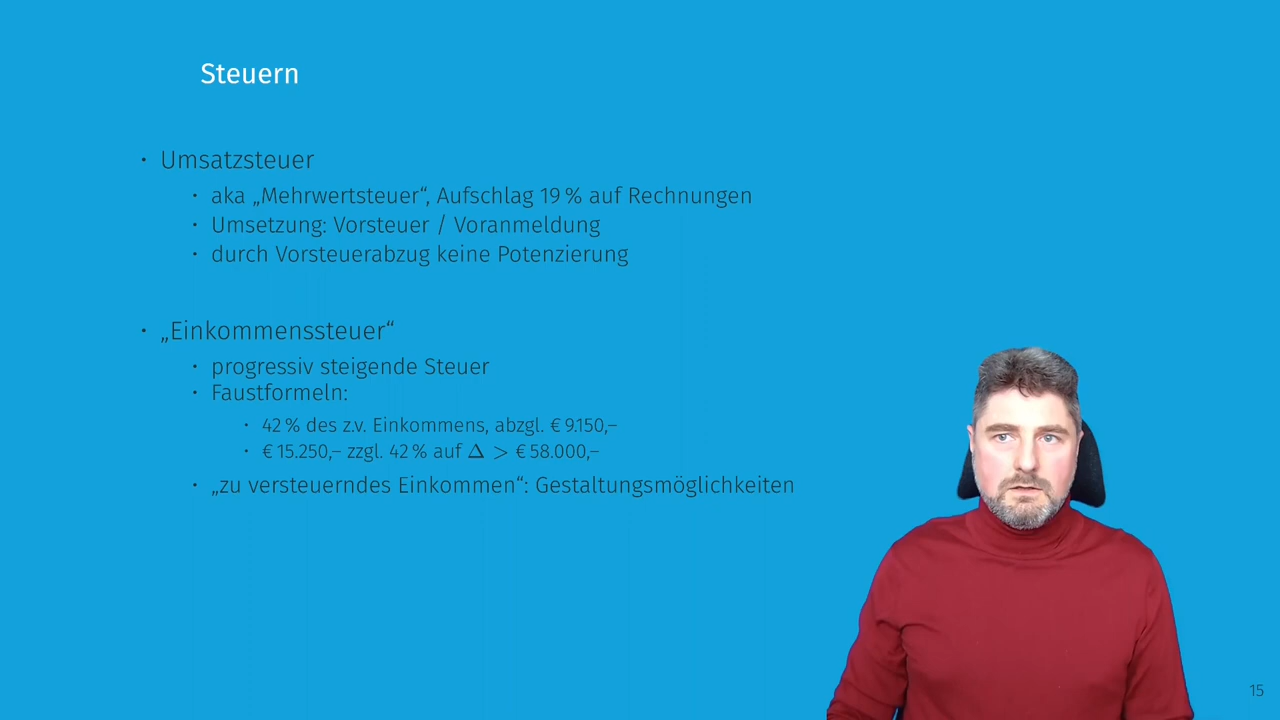 Steuern
• Umsatzsteuer
• aka „Mehrwertsteuer“, Aufschlag 19 % auf Rechnungen
• Umsetzung: Vorsteuer / Voranmeldung
• durch Vorsteuerabzug keine Potenzierung
• „Einkommenssteuer“
• progressiv steigende Steuer
• Faustformeln:
• 42 % des z.v. Einkommens, abzgl. € 9.150,–
• € 15.250,– zzgl. 42 % auf Δ > € 58.000,–
• „zu versteuerndes Einkommen“: Gestaltungsmöglichkeiten
15